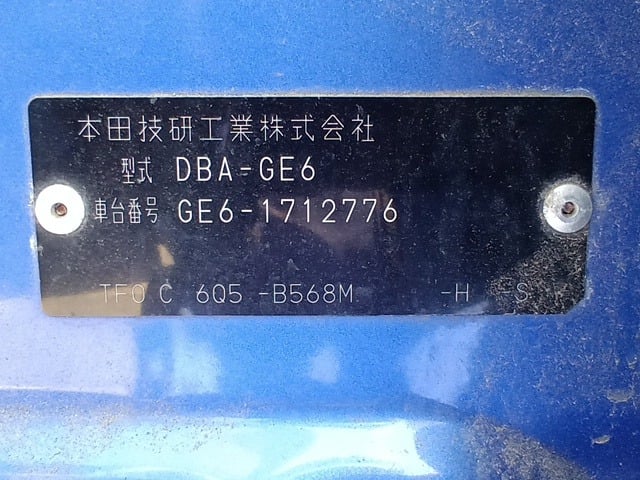 本田技研工業株式会社
型式 DBA-GE6
車台番号 GE6-1712776
TF0 C 6Q5 -B568M -H S